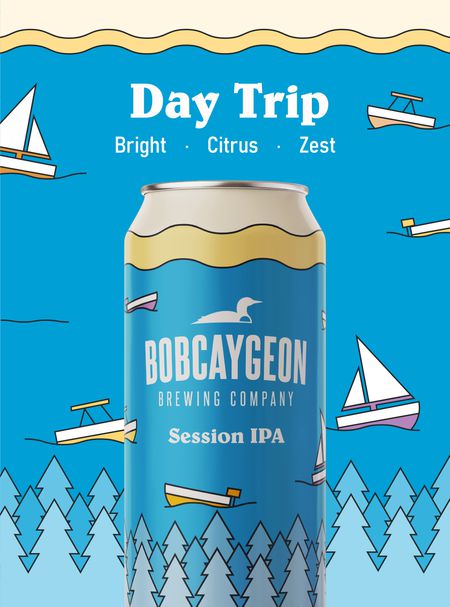 Day Trip
Bright · Citrus · Zest
BOBCAYGEON
BREWING COMPANY
Session IPA